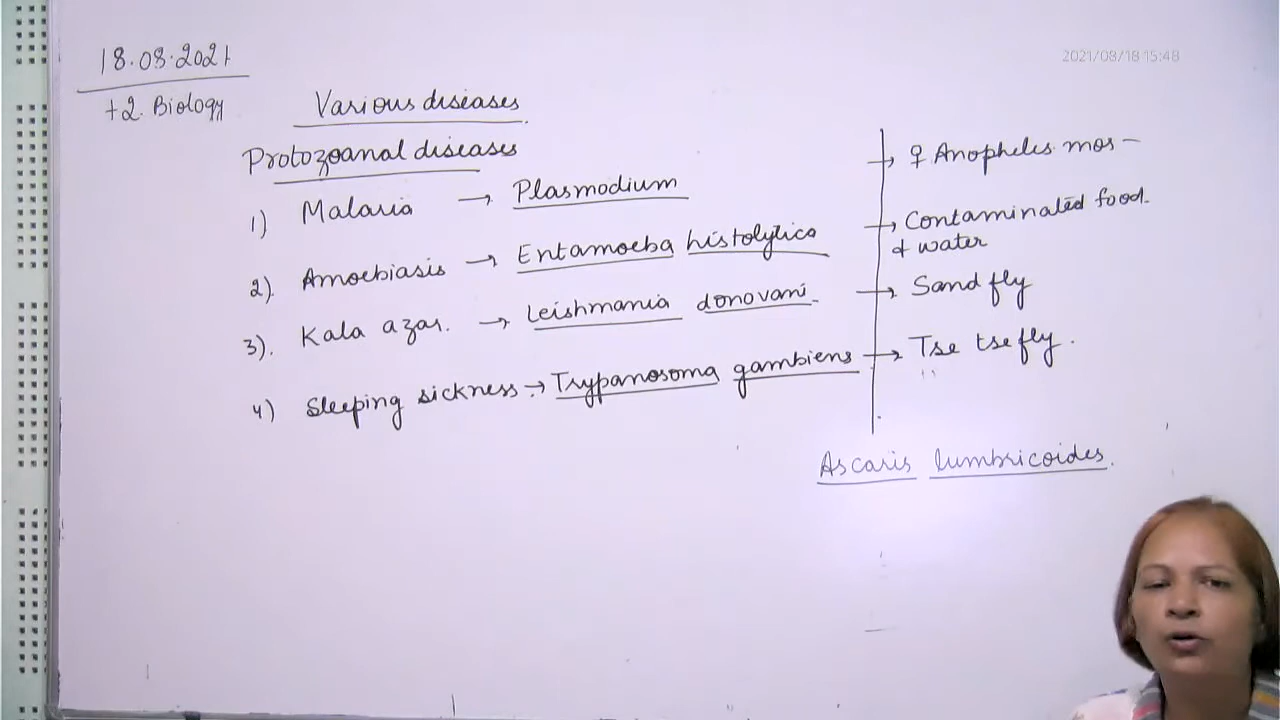 18.08.2021
2021/08/18 15:48
+2. Biology
Various diseases
Protozoanal diseases
1) Malaria → Plasmodium → ♀ Anopheles mos-
2). Amoebiasis → Entamoeba histolytica → Contaminated food
& water
3). Kala azar. → Leishmania donovani → Sand fly
4) Sleeping sickness → Trypanosoma gambiens → Tse tse fly.
Ascaris lumbricoides.